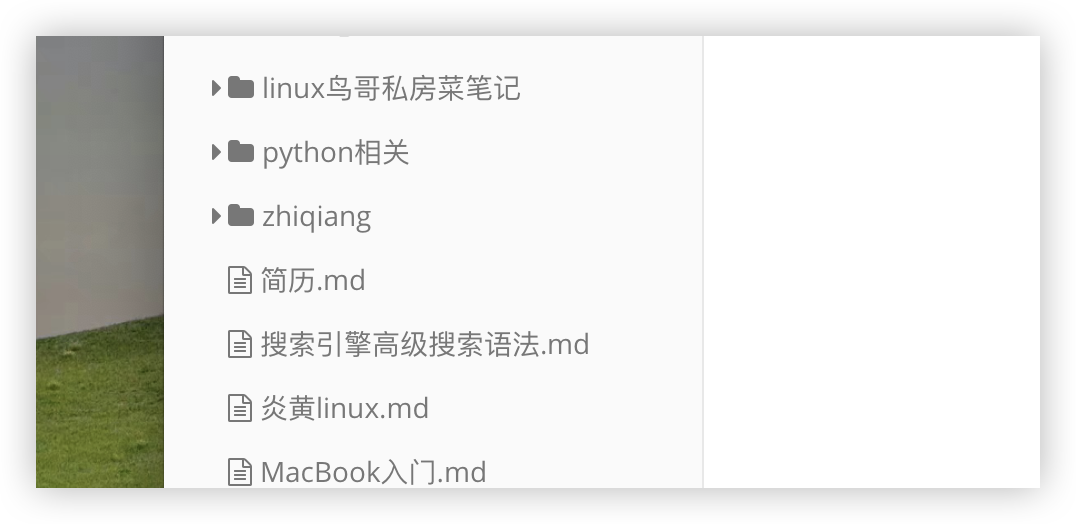 linux鸟哥私房菜笔记
python相关
zhiqiang
简历.md
搜索引擎高级搜索语法.md
炎黄linux.md
MacBook入门.md